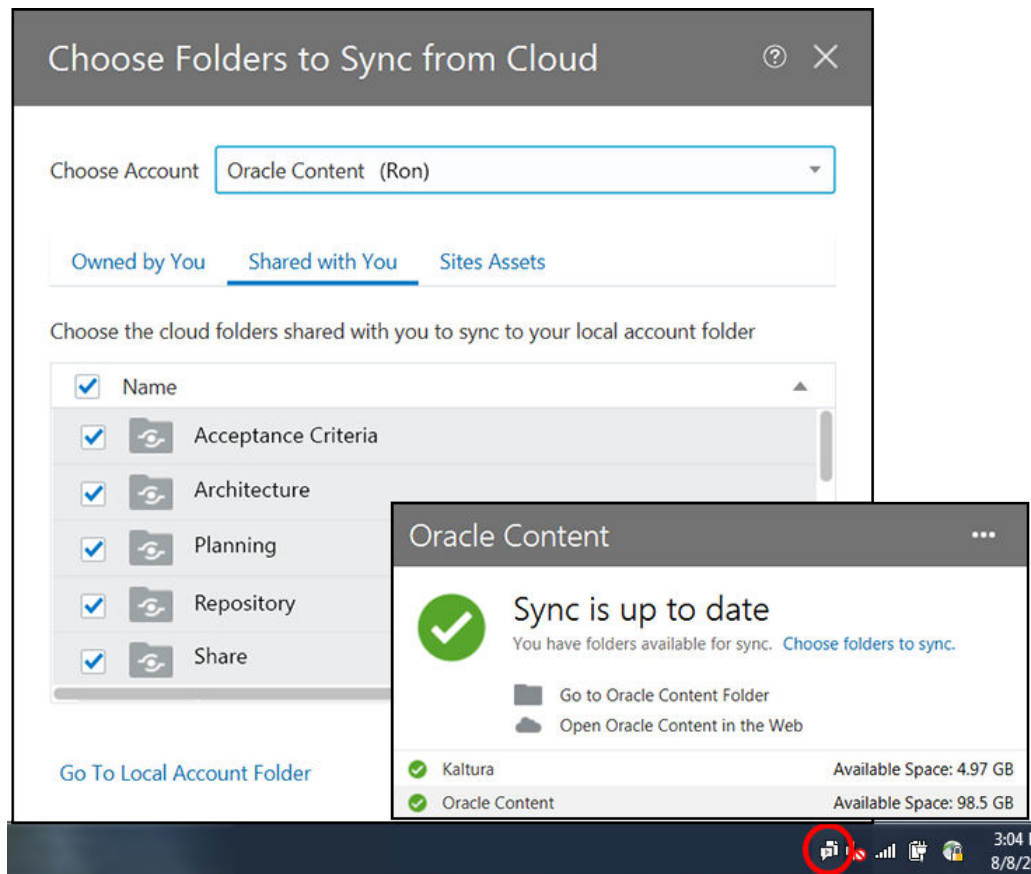 Choose Folders to Sync from Cloud
Choose Account Oracle Content (Ron)
Owned by You Shared with You Sites Assets
Choose the cloud folders shared with you to sync to your local account folder
Name
Acceptance Criteria
Architecture
Planning
Repository
Share
Go To Local Account Folder
Oracle Content
Sync is up to date
You have folders available for sync. Choose folders to sync.
Go to Oracle Content Folder
Open Oracle Content in the Web
Kaltura Available Space: 4.97 GB
Oracle Content Available Space: 98.5 GB
3:04
8/8/2